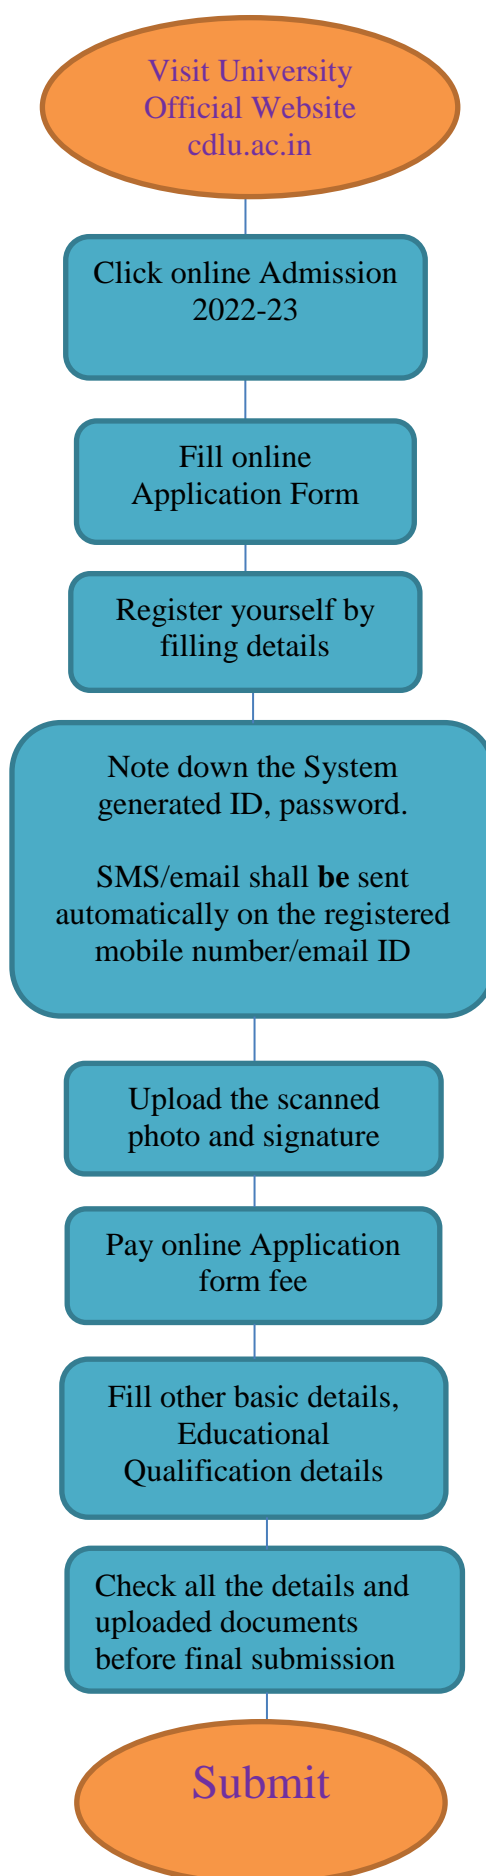 Visit University
Official Website
cdlu.ac.in
Click online Admission
2022-23
Fill online
Application Form
Register yourself by
filling details
Note down the System
generated ID, password.
SMS/email shall be sent
automatically on the registered
mobile number/email ID
Upload the scanned
photo and signature
Pay online Application
form fee
Fill other basic details,
Educational
Qualification details
Check all the details and
uploaded documents
before final submission
Submit